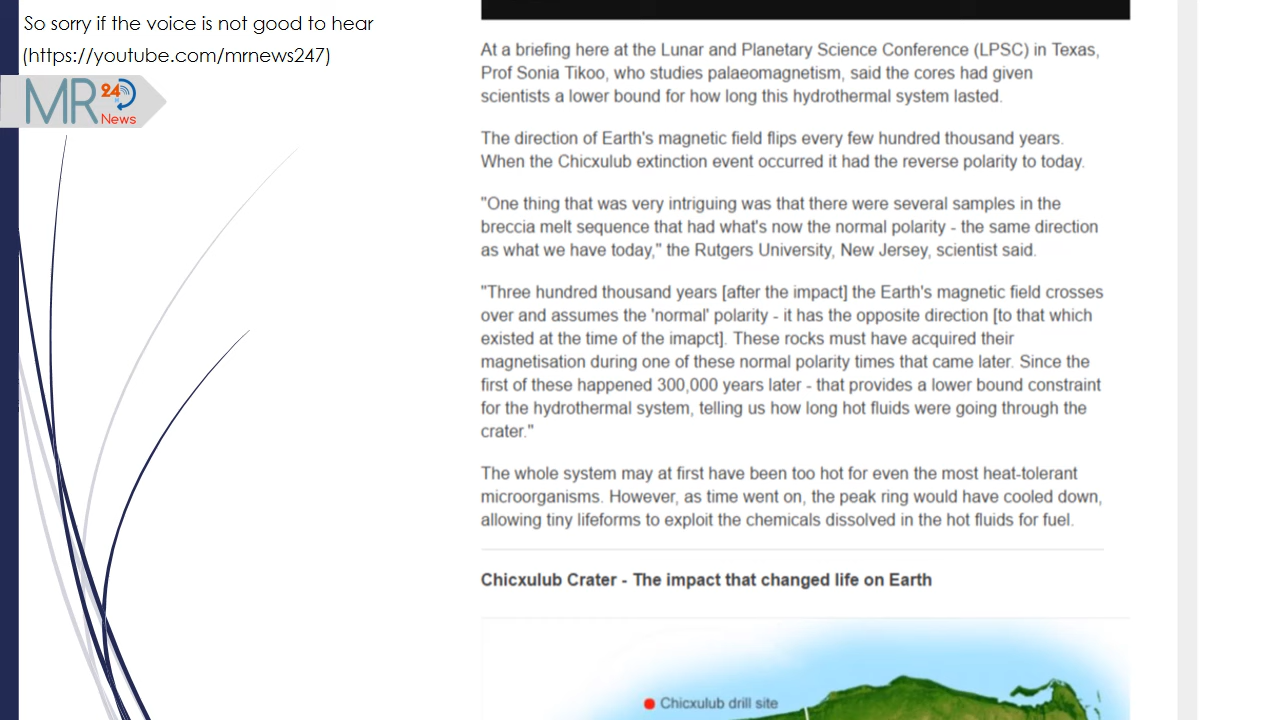 So sorry if the voice is not good to hear
(https://youtube.com/mrnews247)
MR 24
News
At a briefing here at the Lunar and Planetary Science Conference (LPSC) in Texas,
Prof Sonia Tikoo, who studies palaeomagnetism, said the cores had given
scientists a lower bound for how long this hydrothermal system lasted.
The direction of Earth's magnetic field flips every few hundred thousand years.
When the Chicxulub extinction event occurred it had the reverse polarity to today.
"One thing that was very intriguing was that there were several samples in the
breccia melt sequence that had what's now the normal polarity - the same direction
as what we have today," the Rutgers University, New Jersey, scientist said.
"Three hundred thousand years [after the impact] the Earth's magnetic field crosses
over and assumes the 'normal' polarity - it has the opposite direction [to that which
existed at the time of the imapct]. These rocks must have acquired their
magnetisation during one of these normal polarity times that came later. Since the
first of these happened 300,000 years later - that provides a lower bound constraint
for the hydrothermal system, telling us how long hot fluids were going through the
crater."
The whole system may at first have been too hot for even the most heat-tolerant
microorganisms. However, as time went on, the peak ring would have cooled down,
allowing tiny lifeforms to exploit the chemicals dissolved in the hot fluids for fuel.
Chicxulub Crater - The impact that changed life on Earth
Chicxulub drill site